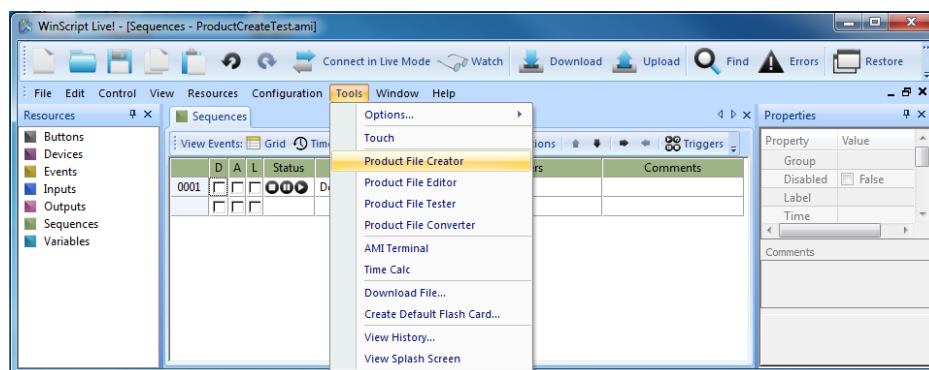 WinScript Live! - [Sequences - ProductCreateTest.ami]
Connect in Live Mode Watch Download Upload Find Errors Restore
File Edit Control View Resources Configuration Tools Window Help
Resources
Buttons
Devices
Events
Inputs
Outputs
Sequences
Variables
Sequences
View Events: Grid
Triggers
D A L Status
Comments
0001
Options...
Touch
Product File Creator
Product File Editor
Product File Tester
Product File Converter
AMI Terminal
Time Calc
Download File...
Create Default Flash Card...
View History...
View Splash Screen
Properties
Property Value
Group
Disabled False
Label
Time
Comments